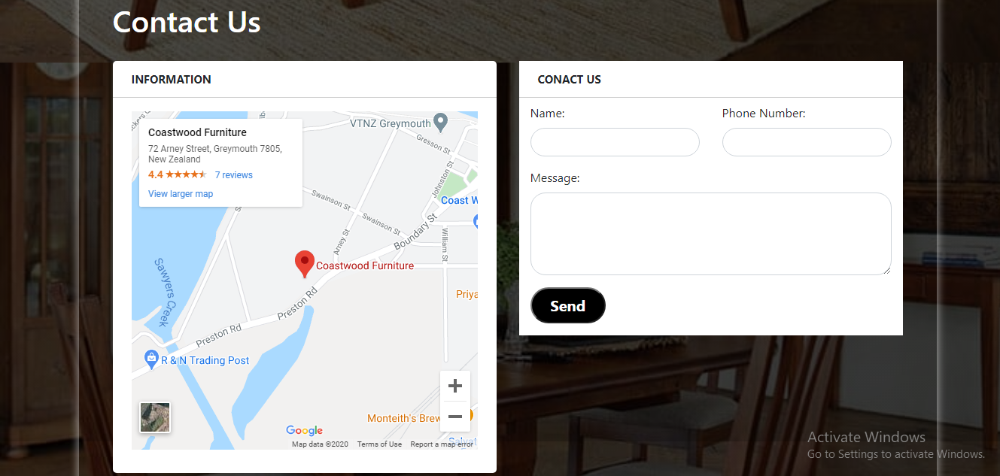 Contact Us
INFORMATION
VTNZ Greymouth
Coastwood Furniture
72 Arney Street, Greymouth 7805,
New Zealand
4.4
7 reviews
View larger map
Gresson St
Johnston St
Swainson St
Swainson St
Coast W
Boundary St
Arney St
William St
Coastwood Furniture
Sawyers Creek
Priya
Preston Rd
Preston Rd
R & N Trading Post
Monteith's Brew
Google
Map data ©2020 Terms of Use Report a map error
CONACT US
Name:
Phone Number:
Message:
Send
Activate Windows
Go to Settings to activate Windows.